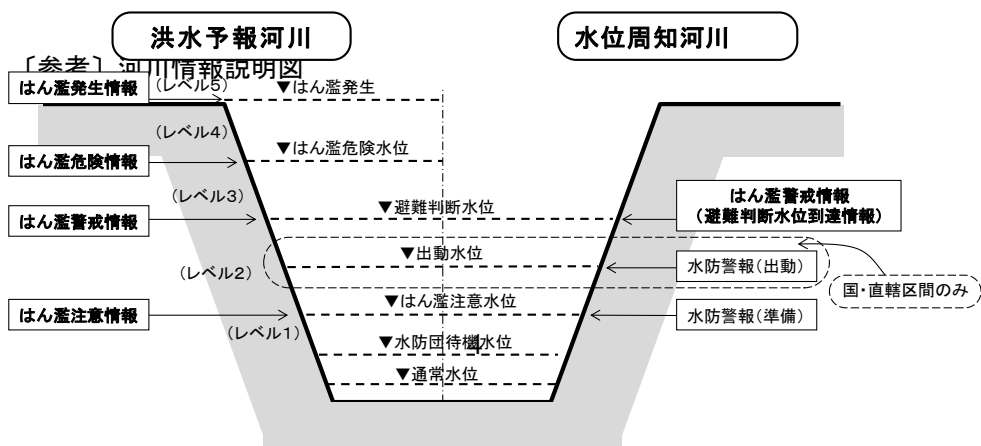 洪水予報河川
水位周知河川
〔参考〕河川情報説明図
はん濫発生情報
(レベル5)
▼はん濫発生
(レベル4)
▼はん濫危険水位
はん濫危険情報
(レベル3)
▼避難判断水位
はん濫警戒情報
はん濫警戒情報
(避難判断水位到達情報)
▼出動水位
(レベル2)
水防警報(出動)
国・直轄区間のみ
▼はん濫注意水位
はん濫注意情報
水防警報(準備)
(レベル1)
▼水防団待機水位
4
▼通常水位